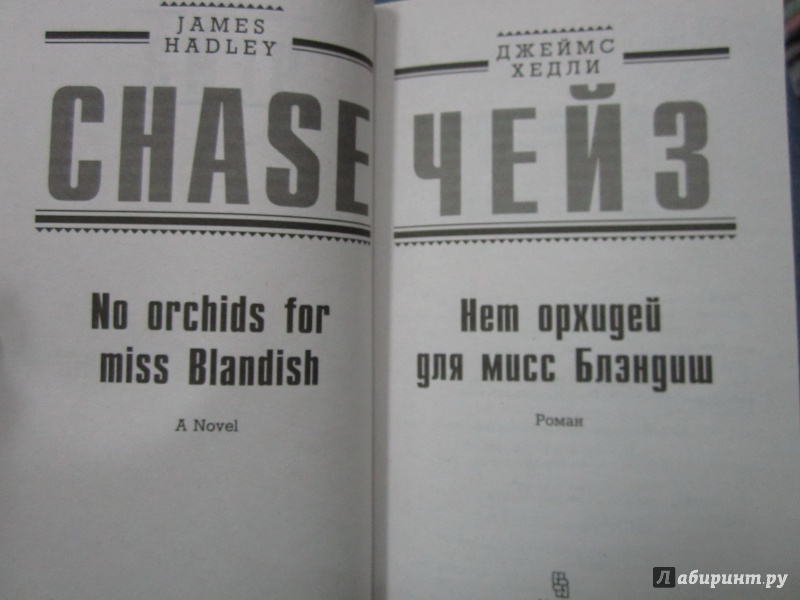 JAMES
HADLEY
CHASE
No orchids for
miss Blandish
A Novel
ДЖЕЙМС
ХЕДЛИ
ЧЕЙЗ
Нет орхидей
для мисс Блэндиш
Роман
Лабиринт.ру